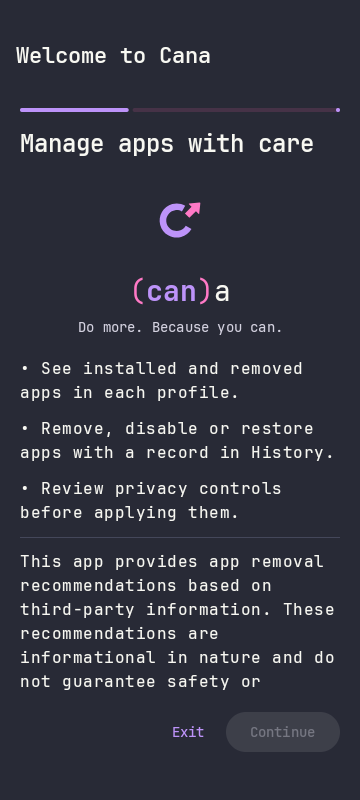 Welcome to Cana
Manage apps with care
(can)a
Do more. Because you can.
• See installed and removed
apps in each profile.
• Remove, disable or restore
apps with a record in History.
• Review privacy controls
before applying them.
This app provides app removal
recommendations based on
third-party information. These
recommendations are
informational in nature and do
not guarantee safety or
Exit
Continue